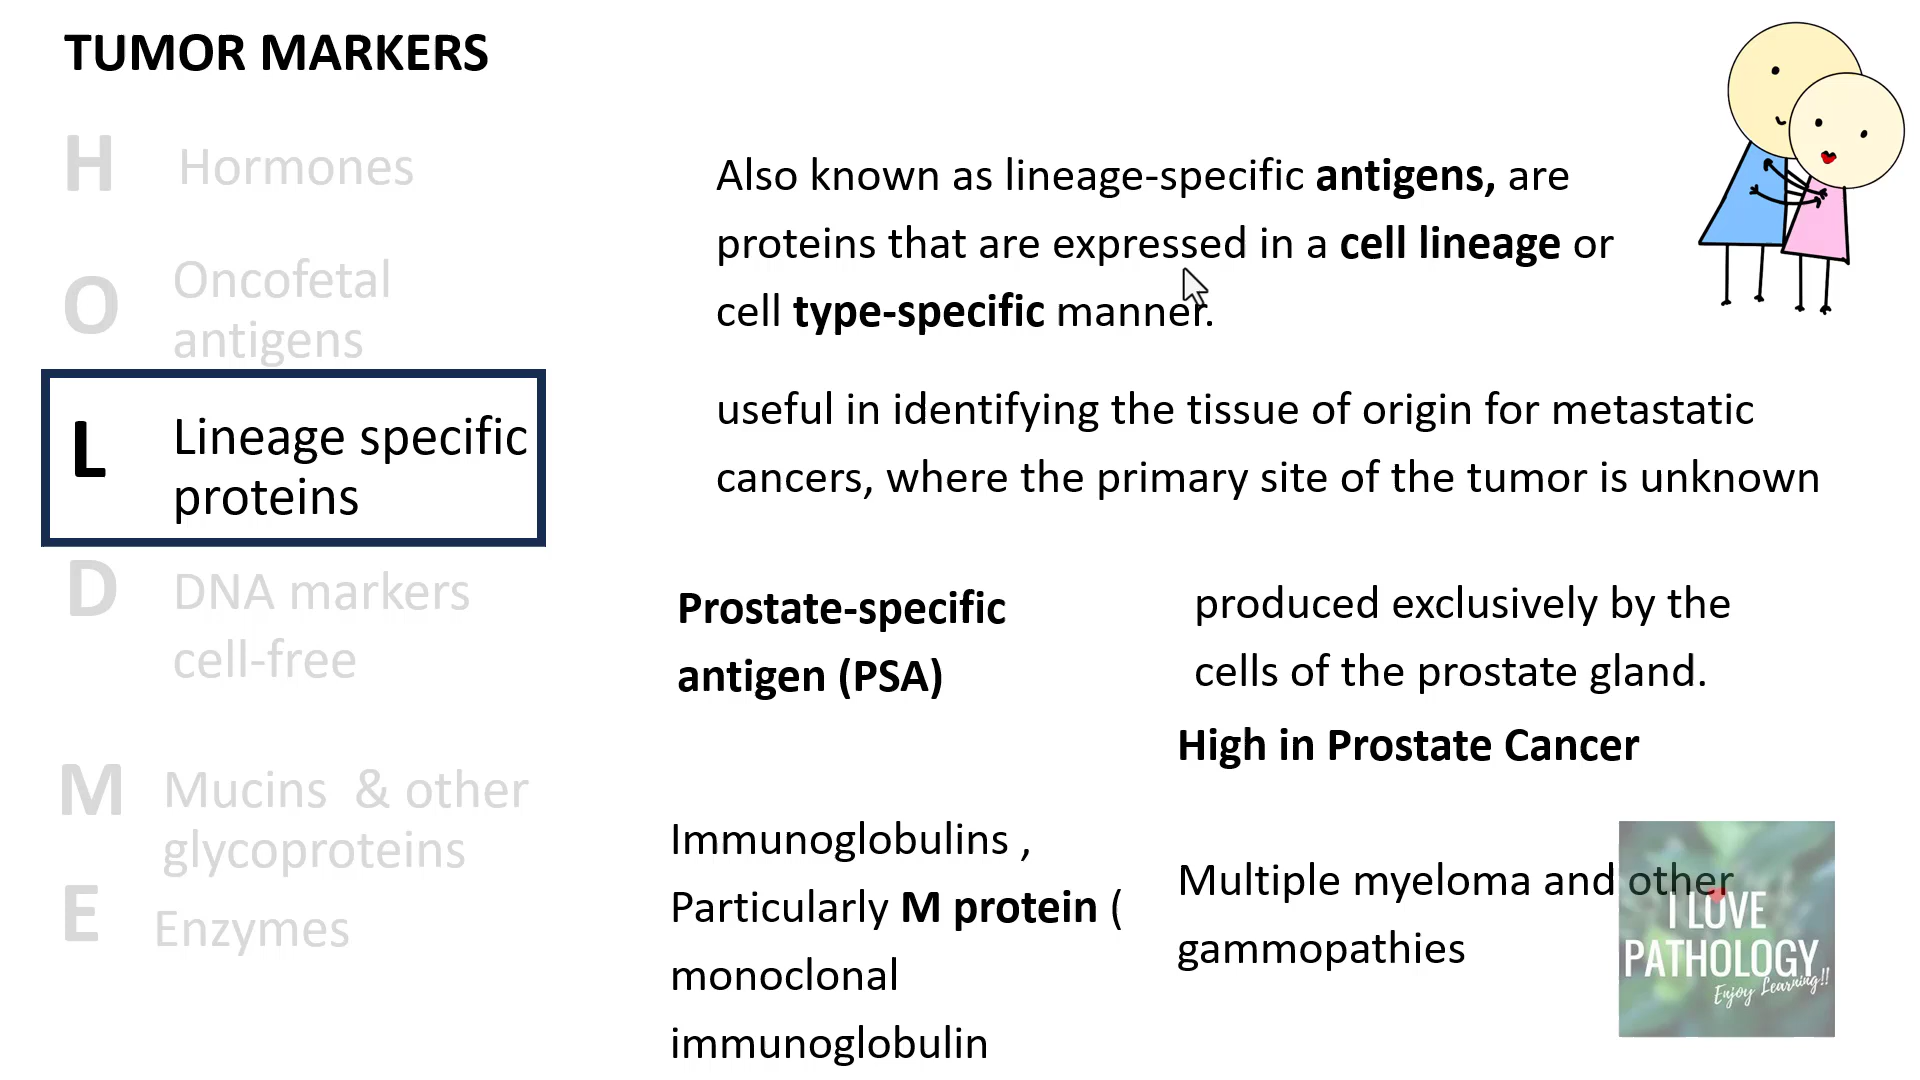 TUMOR MARKERS
H Hormones
O Oncofetal
antigens
L Lineage specific
proteins
D DNA markers
cell-free
M Mucins & other
glycoproteins
E Enzymes
Also known as lineage-specific antigens, are
proteins that are expressed in a cell lineage or
cell type-specific manner.
useful in identifying the tissue of origin for metastatic
cancers, where the primary site of the tumor is unknown
Prostate-specific
antigen (PSA)
produced exclusively by the
cells of the prostate gland.
High in Prostate Cancer
Immunoglobulins ,
Particularly M protein (
monoclonal
immunoglobulin
Multiple myeloma and other
gammopathies
I LOVE
PATHOLOGY
Enjoy Learning!!